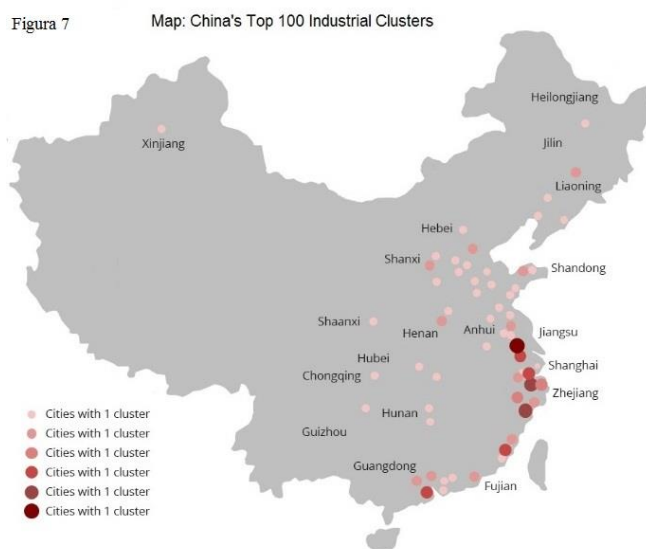 Figura 7
Map: China's Top 100 Industrial Clusters
Heilongjiang
Xinjiang
Jilin
Liaoning
Hebei
Shanxi
Shandong
Shaanxi
Henan
Anhui
Jiangsu
Hubei
Shanghai
Chongqing
Zhejiang
Hunan
Guizhou
Guangdong
Fujian
Cities with 1 cluster
Cities with 1 cluster
Cities with 1 cluster
Cities with 1 cluster
Cities with 1 cluster
Cities with 1 cluster